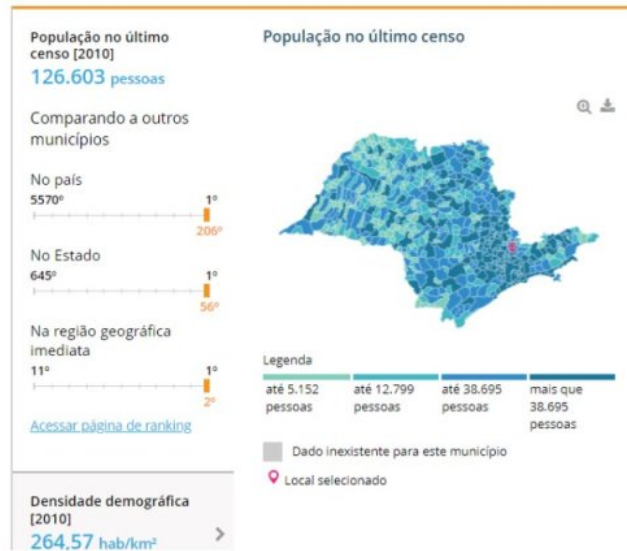 População no último
censo [2010]
126.603 pessoas
Comparando a outros
municípios
No país
5570º 1º
206º
No Estado
645º 1º
56º
Na região geográfica
imediata
11º 1º
2º
Acessar página de ranking
Densidade demográfica
[2010]
264,57 hab/km²
População no último censo
Legenda
até 5.152 pessoas
até 12.799 pessoas
até 38.695 pessoas
mais que 38.695 pessoas
Dado inexistente para este município
Local selecionado